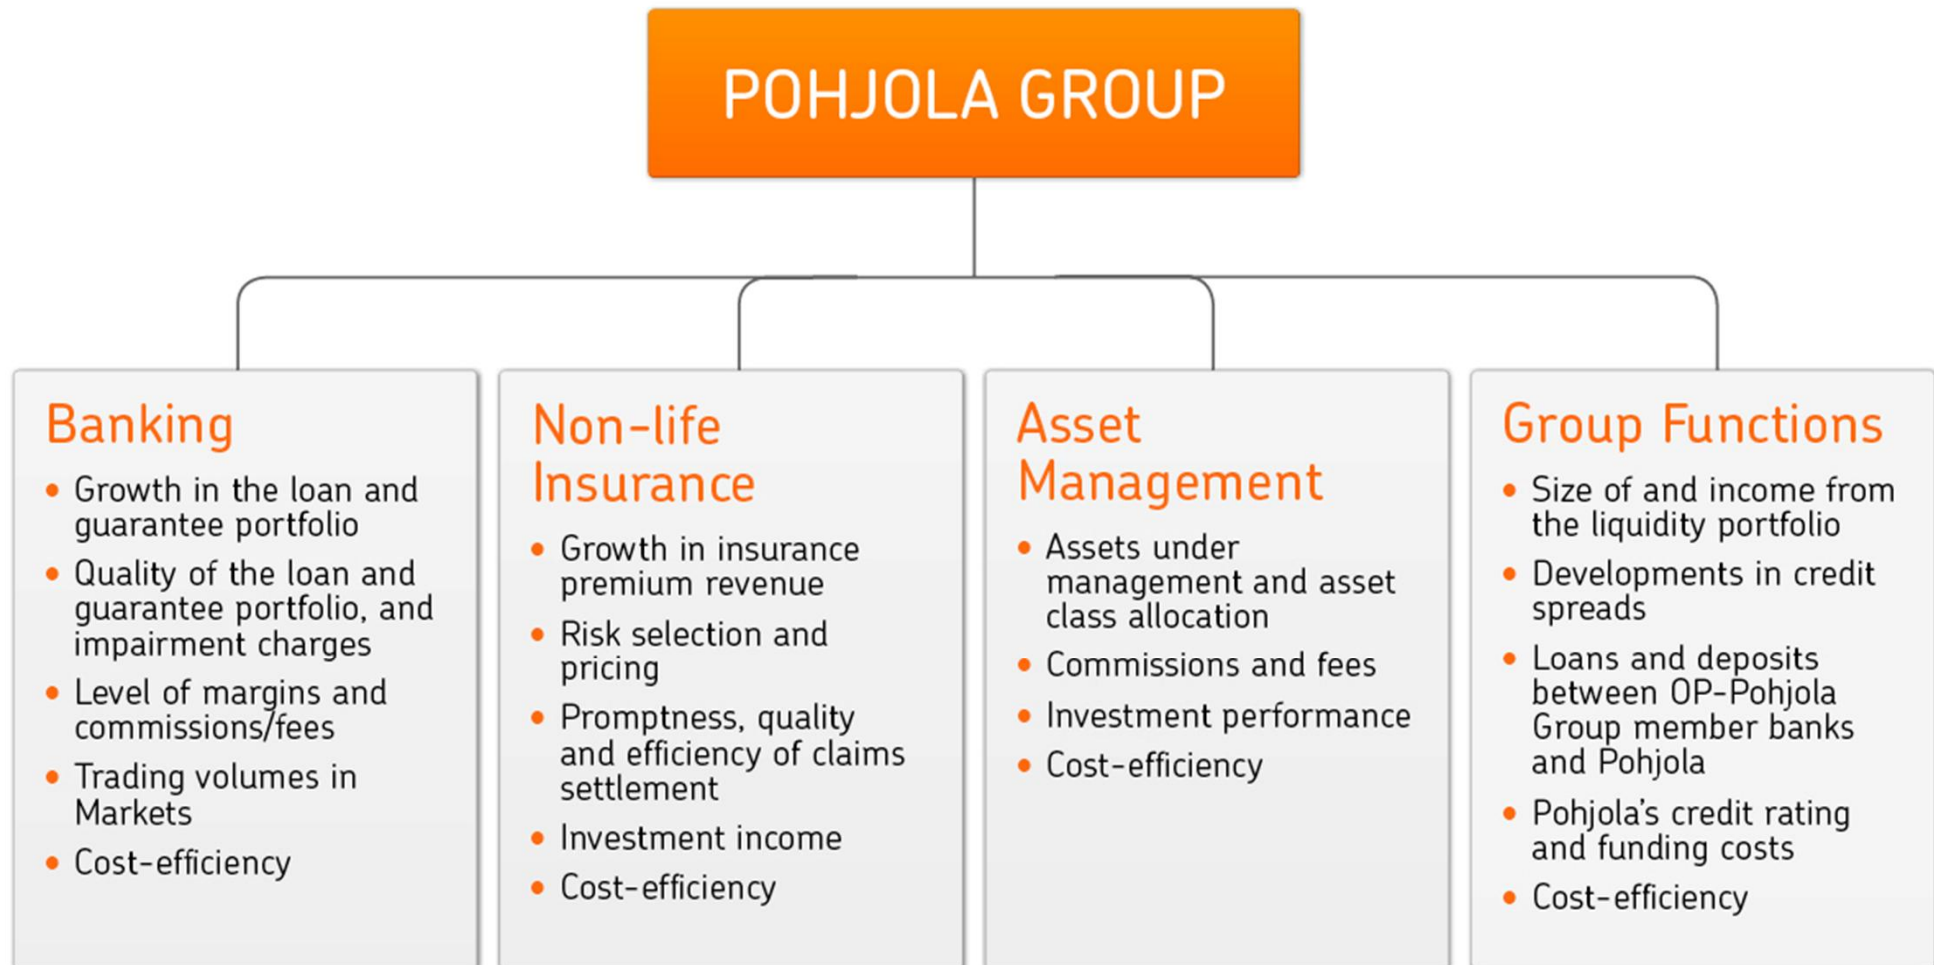 POHJOLA GROUP
Banking
• Growth in the loan and
guarantee portfolio
• Quality of the loan and
guarantee portfolio, and
impairment charges
• Level of margins and
commissions/fees
• Trading volumes in
Markets
• Cost-efficiency
Non-life
Insurance
• Growth in insurance
premium revenue
• Risk selection and
pricing
• Promptness, quality
and efficiency of claims
settlement
• Investment income
• Cost-efficiency
Asset
Management
• Assets under
management and asset
class allocation
• Commissions and fees
• Investment performance
• Cost-efficiency
Group Functions
• Size of and income from
the liquidity portfolio
• Developments in credit
spreads
• Loans and deposits
between OP-Pohjola
Group member banks
and Pohjola
• Pohjola’s credit rating
and funding costs
• Cost-efficiency